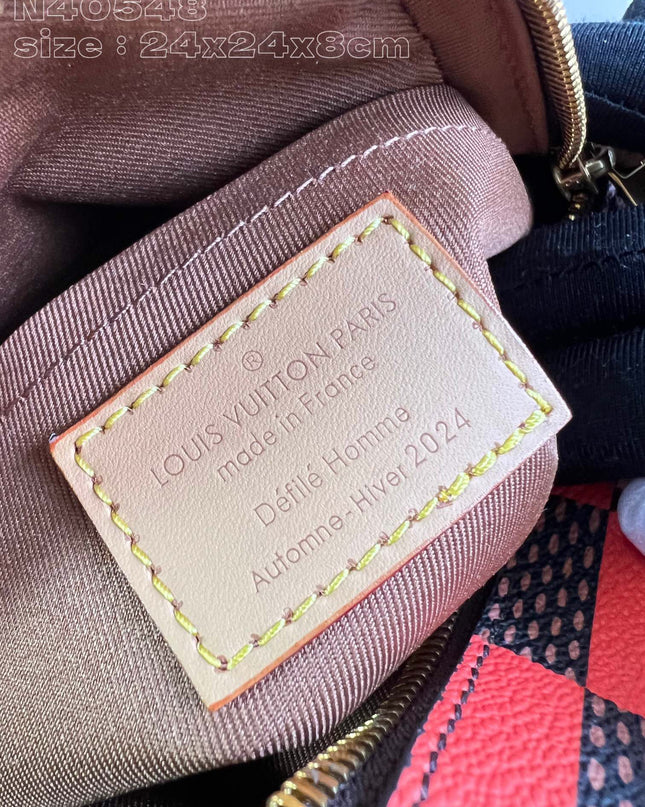 N40548
size : 24x24x8cm
®
LOUIS VUITTON PARIS
made in France
Défilé Homme
Automne-Hiver 2024